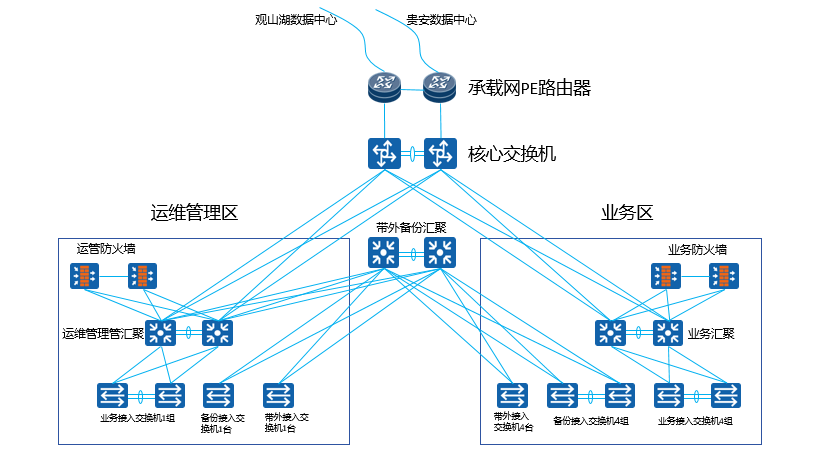 观山湖数据中心
贵安数据中心
承载网PE路由器
核心交换机
运维管理区
业务区
带外备份汇聚
运管防火墙
业务防火墙
运维管理管汇聚
业务汇聚
业务接入交换机1组
备份接入交
换机1台
带外接入交
换机1台
带外接入
交换机4台
备份接入交换机4组
业务接入交换机4组